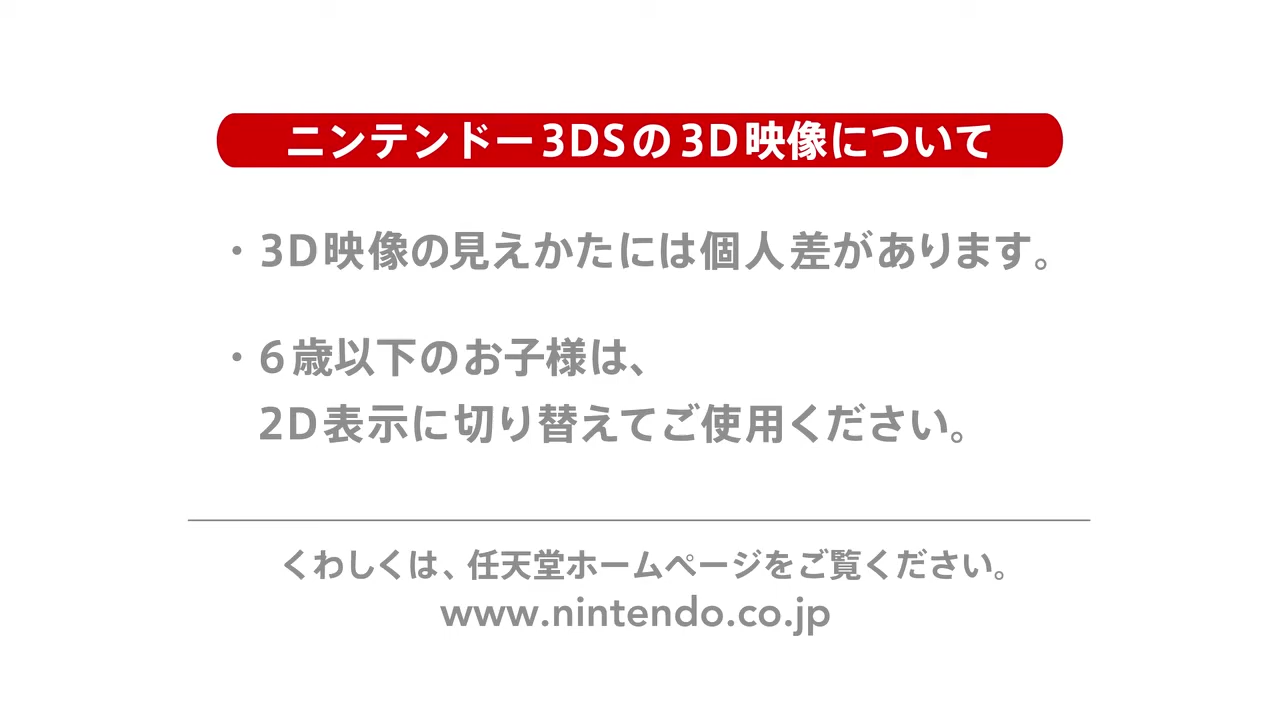 ニンテンドー3DSの3D映像について
・3D映像の見えかたには個人差があります。
・6歳以下のお子様は、
2D表示に切り替えてご使用ください。
くわしくは、任天堂ホームページをご覧ください。
www.nintendo.co.jp